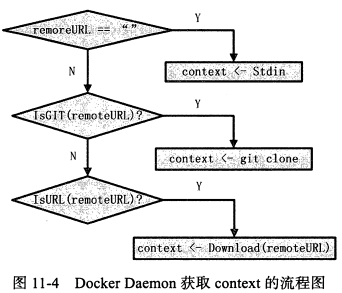 remoreURL == “”
Y
context <- Stdin
N
IsGIT(remoteURL)?
Y
context <- git clone
N
IsURL(remoteURL)?
Y
context <- Download(remoteURL)
图 11-4 Docker Daemon 获取 context 的流程图